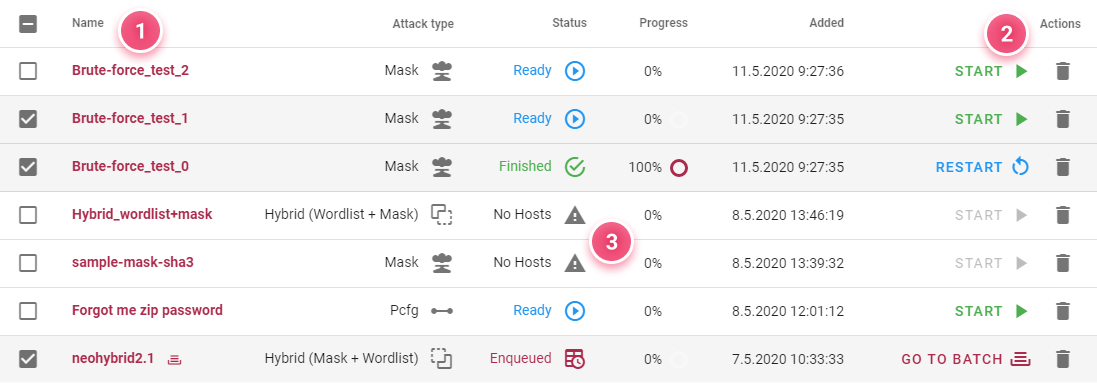 Name Attack type Status Progress Added Actions
1 2
Brute-force_test_2 Mask Ready 0% 11.5.2020 9:27:36 START
Brute-force_test_1 Mask Ready 0% 11.5.2020 9:27:35 START
Brute-force_test_0 Mask Finished 100% 11.5.2020 9:27:35 RESTART
Hybrid_wordlist+mask Hybrid (Wordlist + Mask) No Hosts 0% 8.5.2020 13:46:19 START
3
sample-mask-sha3 Mask No Hosts 0% 8.5.2020 13:39:32 START
Forgot me zip password Pcfg Ready 0% 8.5.2020 12:01:12 START
neohybrid2.1 Hybrid (Mask + Wordlist) Enqueued 0% 7.5.2020 10:33:33 GO TO BATCH